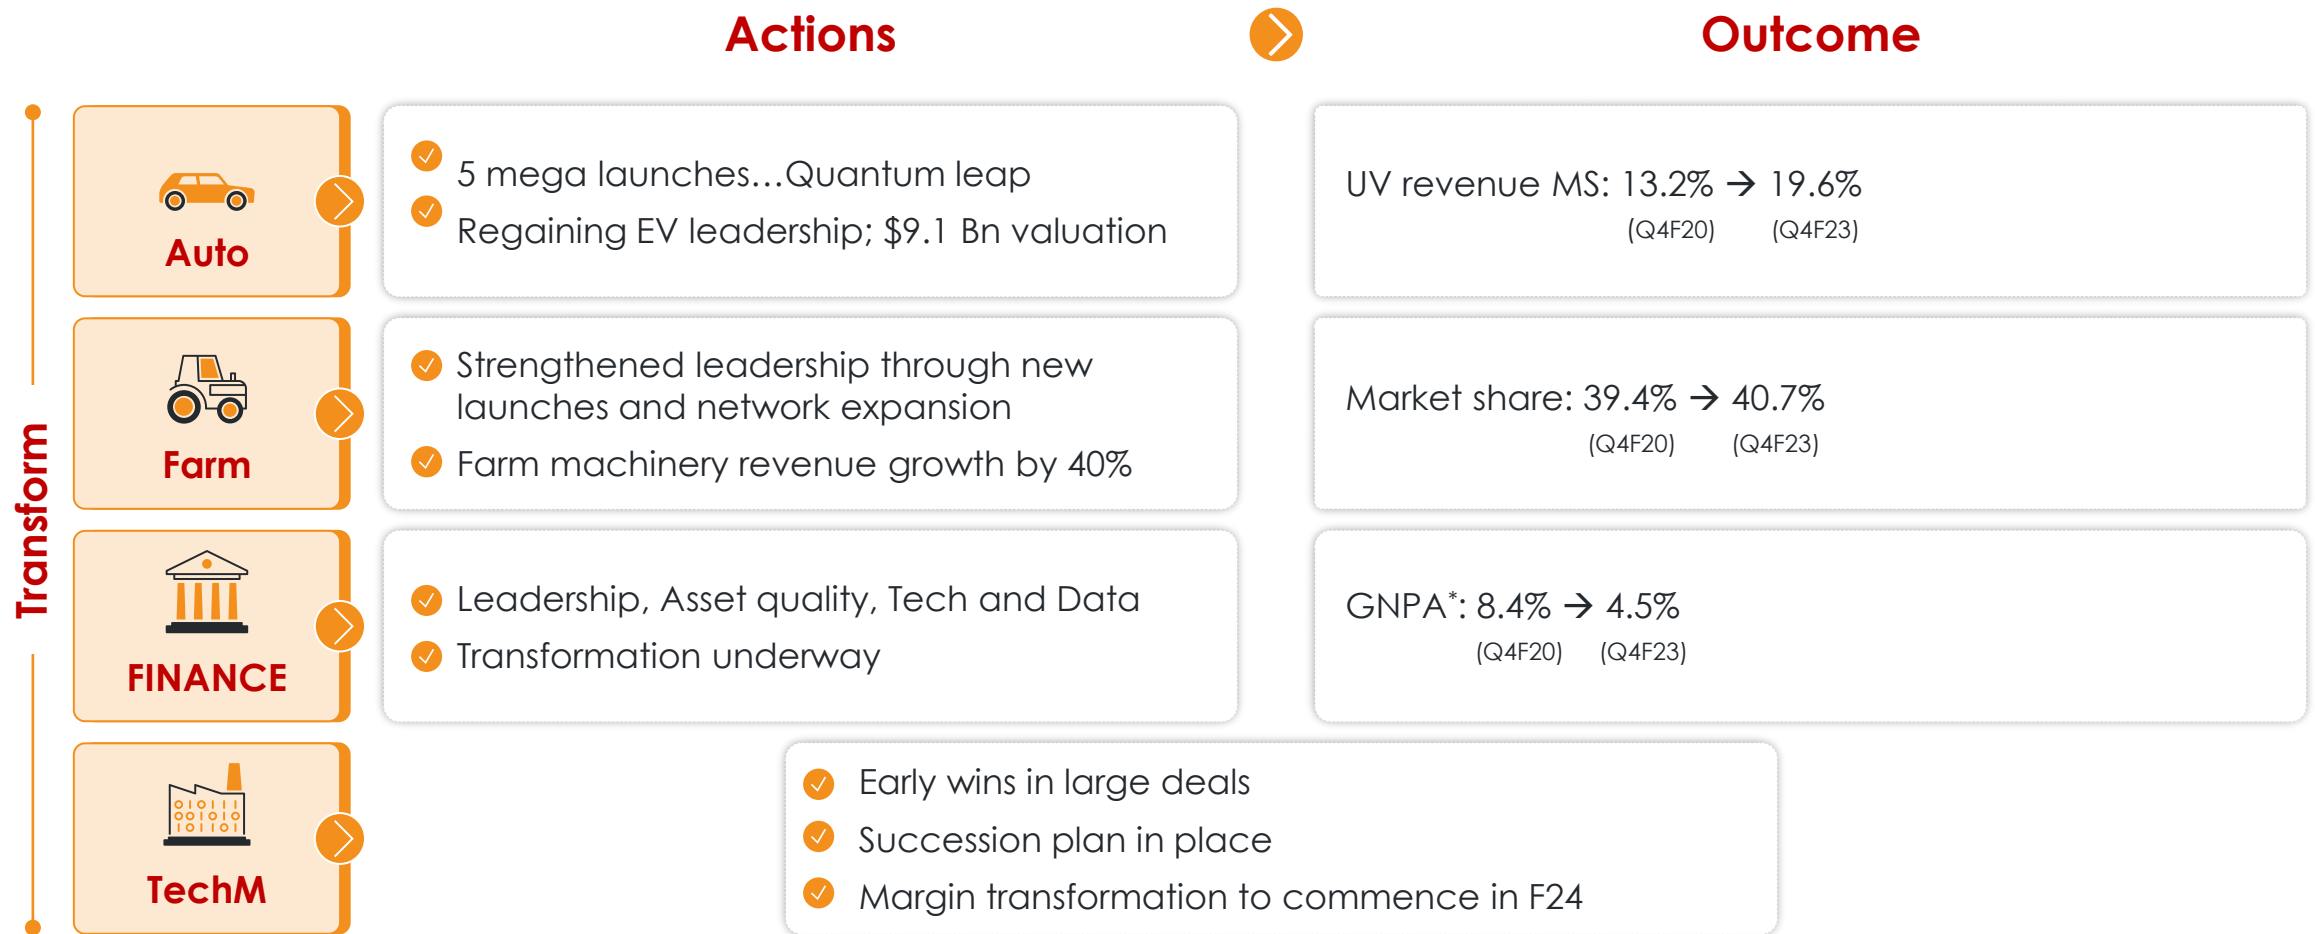 Actions
Outcome
Transform
Auto
5 mega launches...Quantum leap
Regaining EV leadership; $9.1 Bn valuation
UV revenue MS: 13.2% → 19.6%
(Q4F20) (Q4F23)
Farm
Strengthened leadership through new
launches and network expansion
Farm machinery revenue growth by 40%
Market share: 39.4% → 40.7%
(Q4F20) (Q4F23)
FINANCE
Leadership, Asset quality, Tech and Data
Transformation underway
GNPA*: 8.4% → 4.5%
(Q4F20) (Q4F23)
010111
001010
101101
TechM
Early wins in large deals
Succession plan in place
Margin transformation to commence in F24